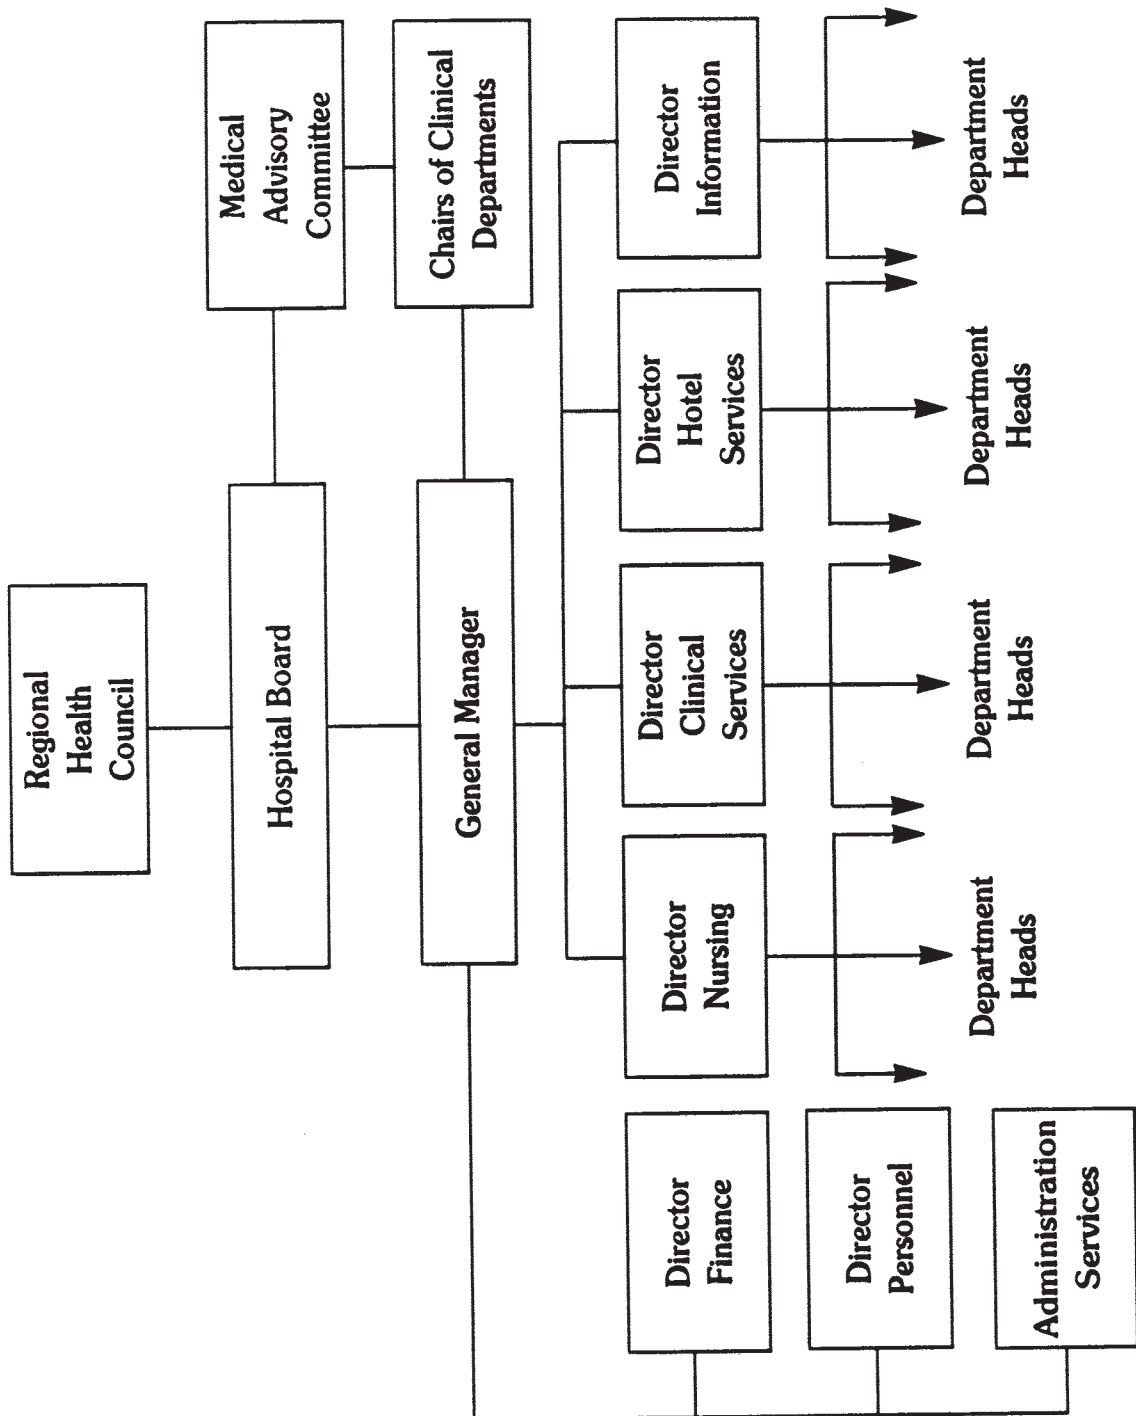 Regional
Health
Council
Hospital Board
Medical
Advisory
Committee
General Manager
Chairs of Clinical
Departments
Director
Finance
Director
Personnel
Administration
Services
Director
Nursing
Director
Clinical
Services
Director
Hotel
Services
Director
Information
Department
Heads
Department
Heads
Department
Heads
Department
Heads